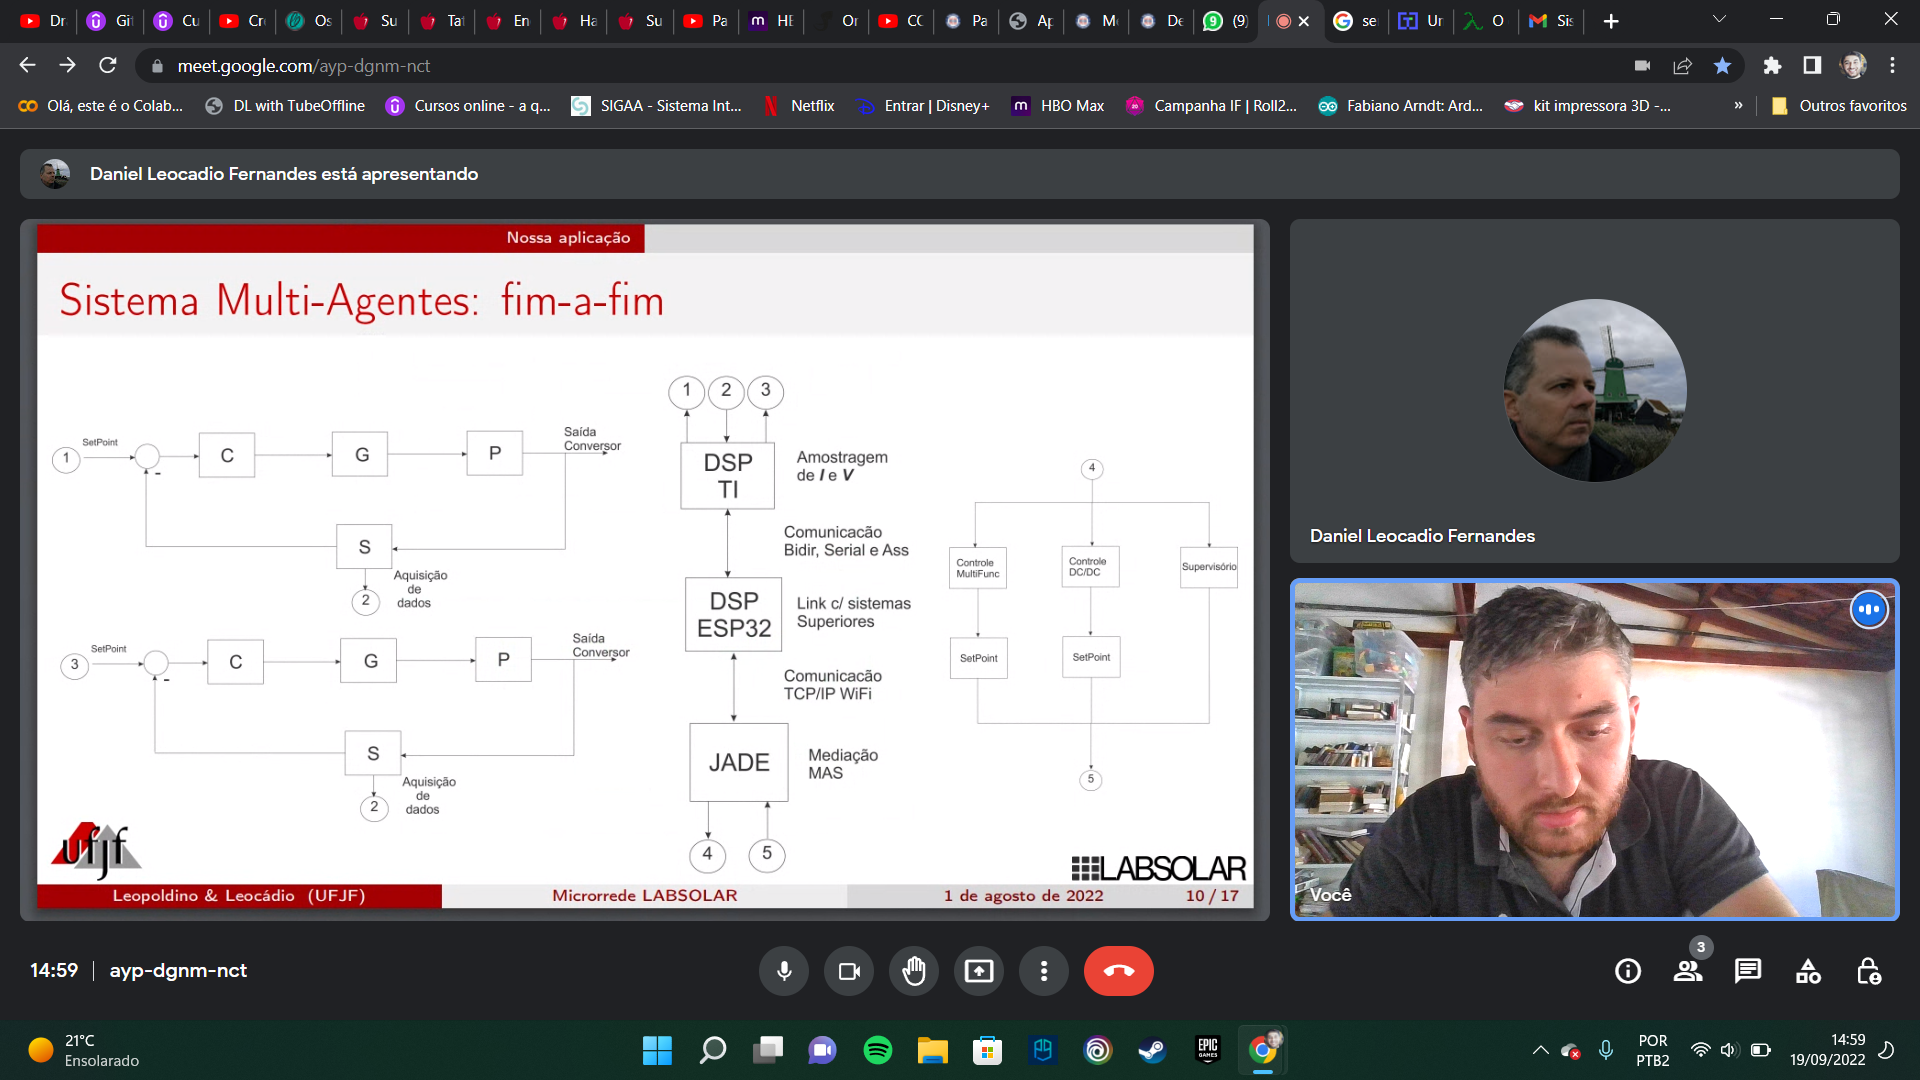 Dr
Gi
Cu
Cr
Os
Su
Ta
En
Ha
Su
Pa
HE
Or
CC
Pa
Ap
De
(9)
se
Ur
O
Sis
meet.google.com/ayp-dgnm-nct
Olá, este é o Colab...
DL with TubeOffline
Cursos online - a q...
SIGAA - Sistema Int...
Netflix
Entrar | Disney+
HBO Max
Campanha IF | Roll2...
Fabiano Arndt: Ard...
kit impressora 3D -...
»
Outros favoritos
Daniel Leocadio Fernandes está apresentando
Nossa aplicação
Sistema Multi-Agentes: fim-a-fim
1
SetPoint
-
C
G
P
Saída
Conversor
S
Aquisição
de
dados
2
3
SetPoint
-
C
G
P
Saída
Conversor
S
Aquisição
de
dados
2
1 2 3
DSP
TI
Amostragem
de I e V
Comunicacão
Bidir, Serial e Ass
DSP
ESP32
Link c/ sistemas
Superiores
Comunicacão
TCP/IP WiFi
JADE
Mediação
MAS
4 5
4
Controle
MultiFunc
Controle
DC/DC
Supervisório
SetPoint
SetPoint
5
ufjf
LABSOLAR
Leopoldino & Leocádio (UFJF)
Microrrede LABSOLAR
1 de agosto de 2022
10 / 17
Daniel Leocadio Fernandes
Você
14:59
ayp-dgnm-nct
3
21°C
Ensolarado
EPIC
GAMES
POR
PTB2
14:59
19/09/2022